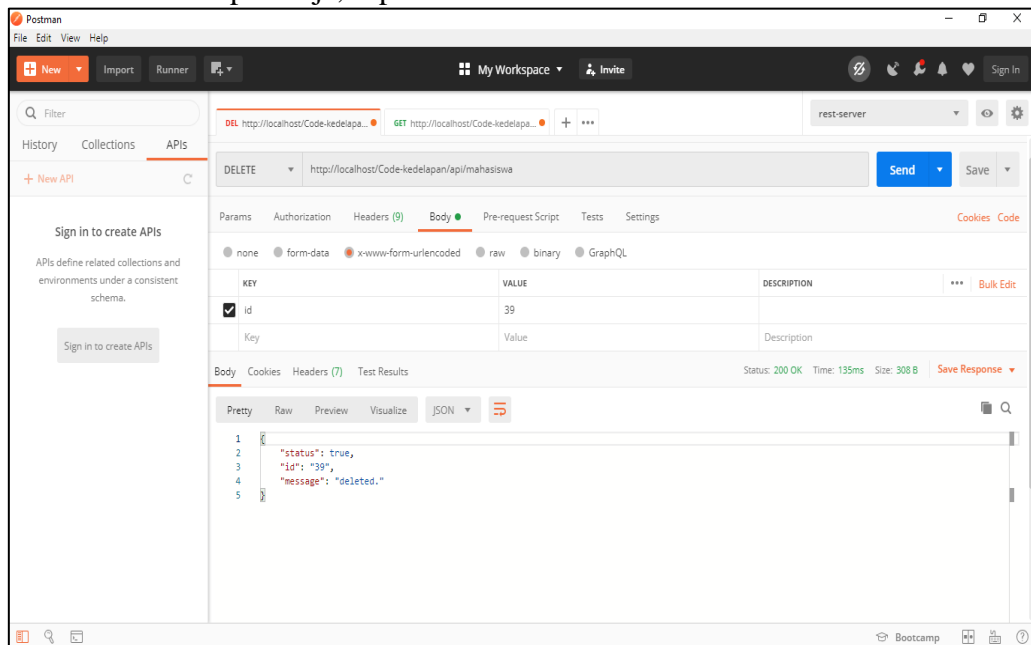 Postman
File Edit View Help
New Import Runner My Workspace Invite Sign In
Filter
History Collections APIs
+ New API
Sign in to create APIs
APIs define related collections and
environments under a consistent
schema.
Sign in to create APIs
DEL http://localhost/Code-kedelapa... GET http://localhost/Code-kedelapa... + ••• rest-server
DELETE http://localhost/Code-kedelapan/api/mahasiswa Send Save
Params Authorization Headers (9) Body Pre-request Script Tests Settings Cookies Code
none form-data x-www-form-urlencoded raw binary GraphQL
KEY VALUE DESCRIPTION ••• Bulk Edit
id 39
Key Value Description
Body Cookies Headers (7) Test Results Status: 200 OK Time: 135ms Size: 308 B Save Response
Pretty Raw Preview Visualize JSON
1 {
2 "status": true,
3 "id": "39",
4 "message": "deleted."
5 }
Bootcamp